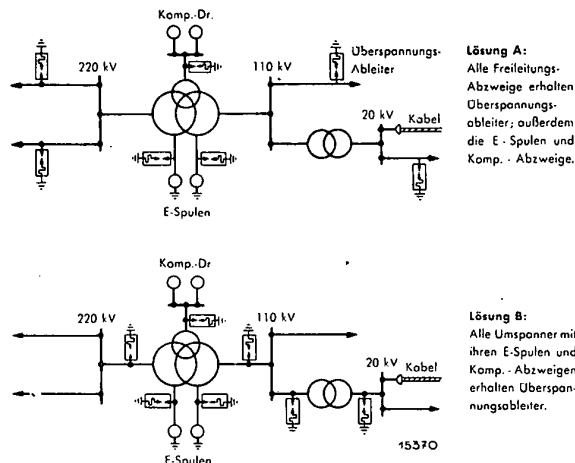 Komp.-Dr.
220 kV
110 kV
Überspannungs-
Ableiter
20 kV
Kabel
E-Spulen
Lösung A:
Alle Freileitungs-
Abzweige erhalten
Überspannungs-
ableiter; außerdem
die E-Spulen und
Komp. - Abzweige.
Komp.-Dr
220 kV
110 kV
20 kV
Kabel
E-Spulen
15370
Lösung B:
Alle Umspanner mit
ihren E-Spulen und
Komp. - Abzweigen
erhalten Überspan-
nungsableiter.